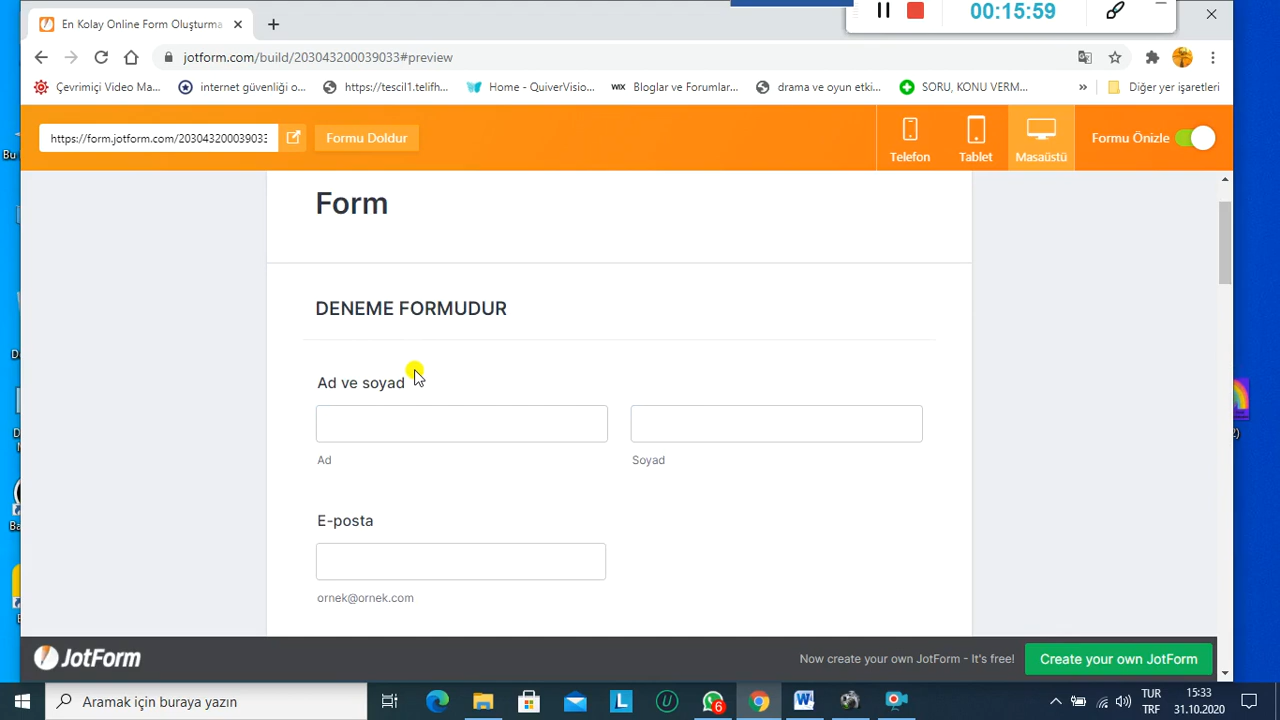 00:15:59
En Kolay Online Form Oluşturma
jotform.com/build/203043200039033#preview
Çevrimiçi Video Ma...
internet güvenliği o...
https://tescil1.telifh...
Home - QuiverVisio...
WIX Bloglar ve Forumlar...
drama ve oyun etki...
SORU, KONU VERM...
»
Diğer yer işaretleri
https://form.jotform.com/203043200039033
Formu Doldur
Telefon
Tablet
Masaüstü
Formu Önizle
Form
DENEME FORMUDUR
Ad ve soyad
Ad
Soyad
E-posta
ornek@ornek.com
JotForm
Now create your own JotForm - It's free!
Create your own JotForm
Aramak için buraya yazın
L
U
6
TUR
TRF
15:33
31.10.2020